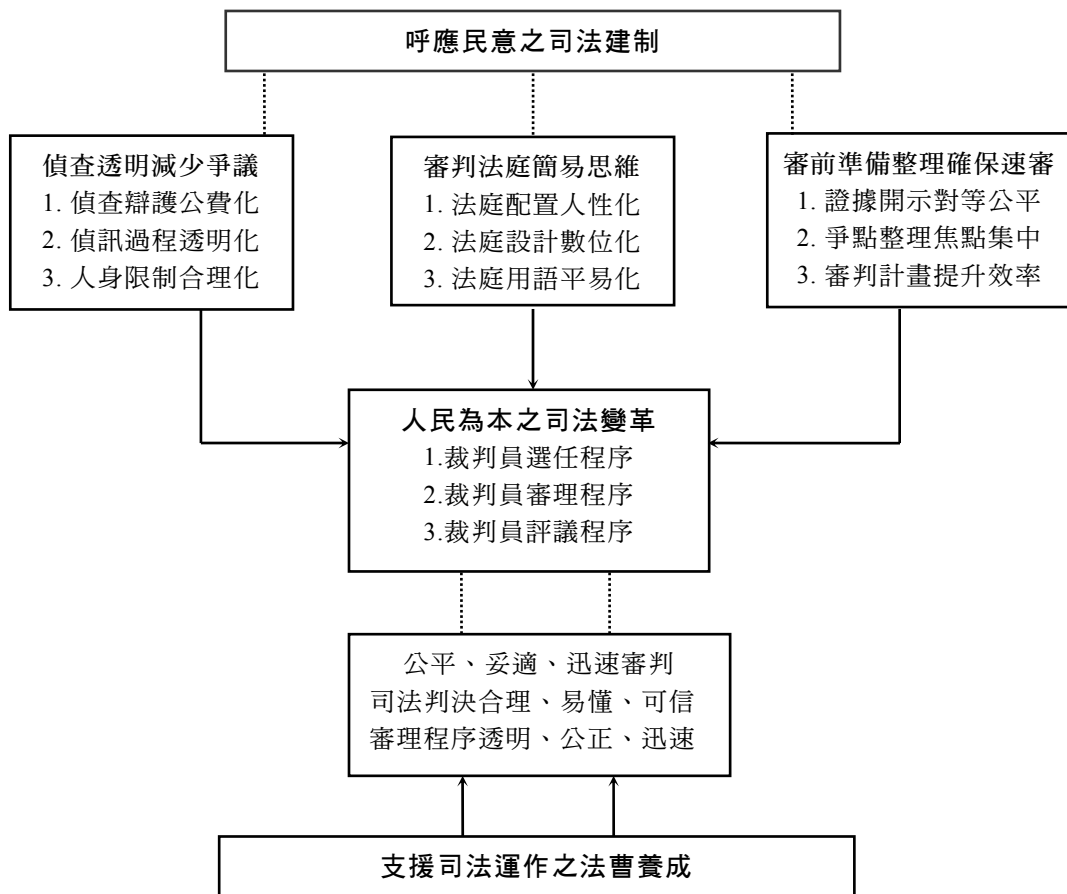 呼應民意之司法建制
偵查透明減少爭議
1. 偵查辯護公費化
2. 偵訊過程透明化
3. 人身限制合理化
審判法庭簡易思維
1. 法庭配置人性化
2. 法庭設計數位化
3. 法庭用語平易化
審前準備整理確保速審
1. 證據開示對等公平
2. 爭點整理焦點集中
3. 審判計畫提升效率
人民為本之司法變革
1.裁判員選任程序
2.裁判員審理程序
3.裁判員評議程序
公平、妥適、迅速審判
司法判決合理、易懂、可信
審理程序透明、公正、迅速
支援司法運作之法曹養成